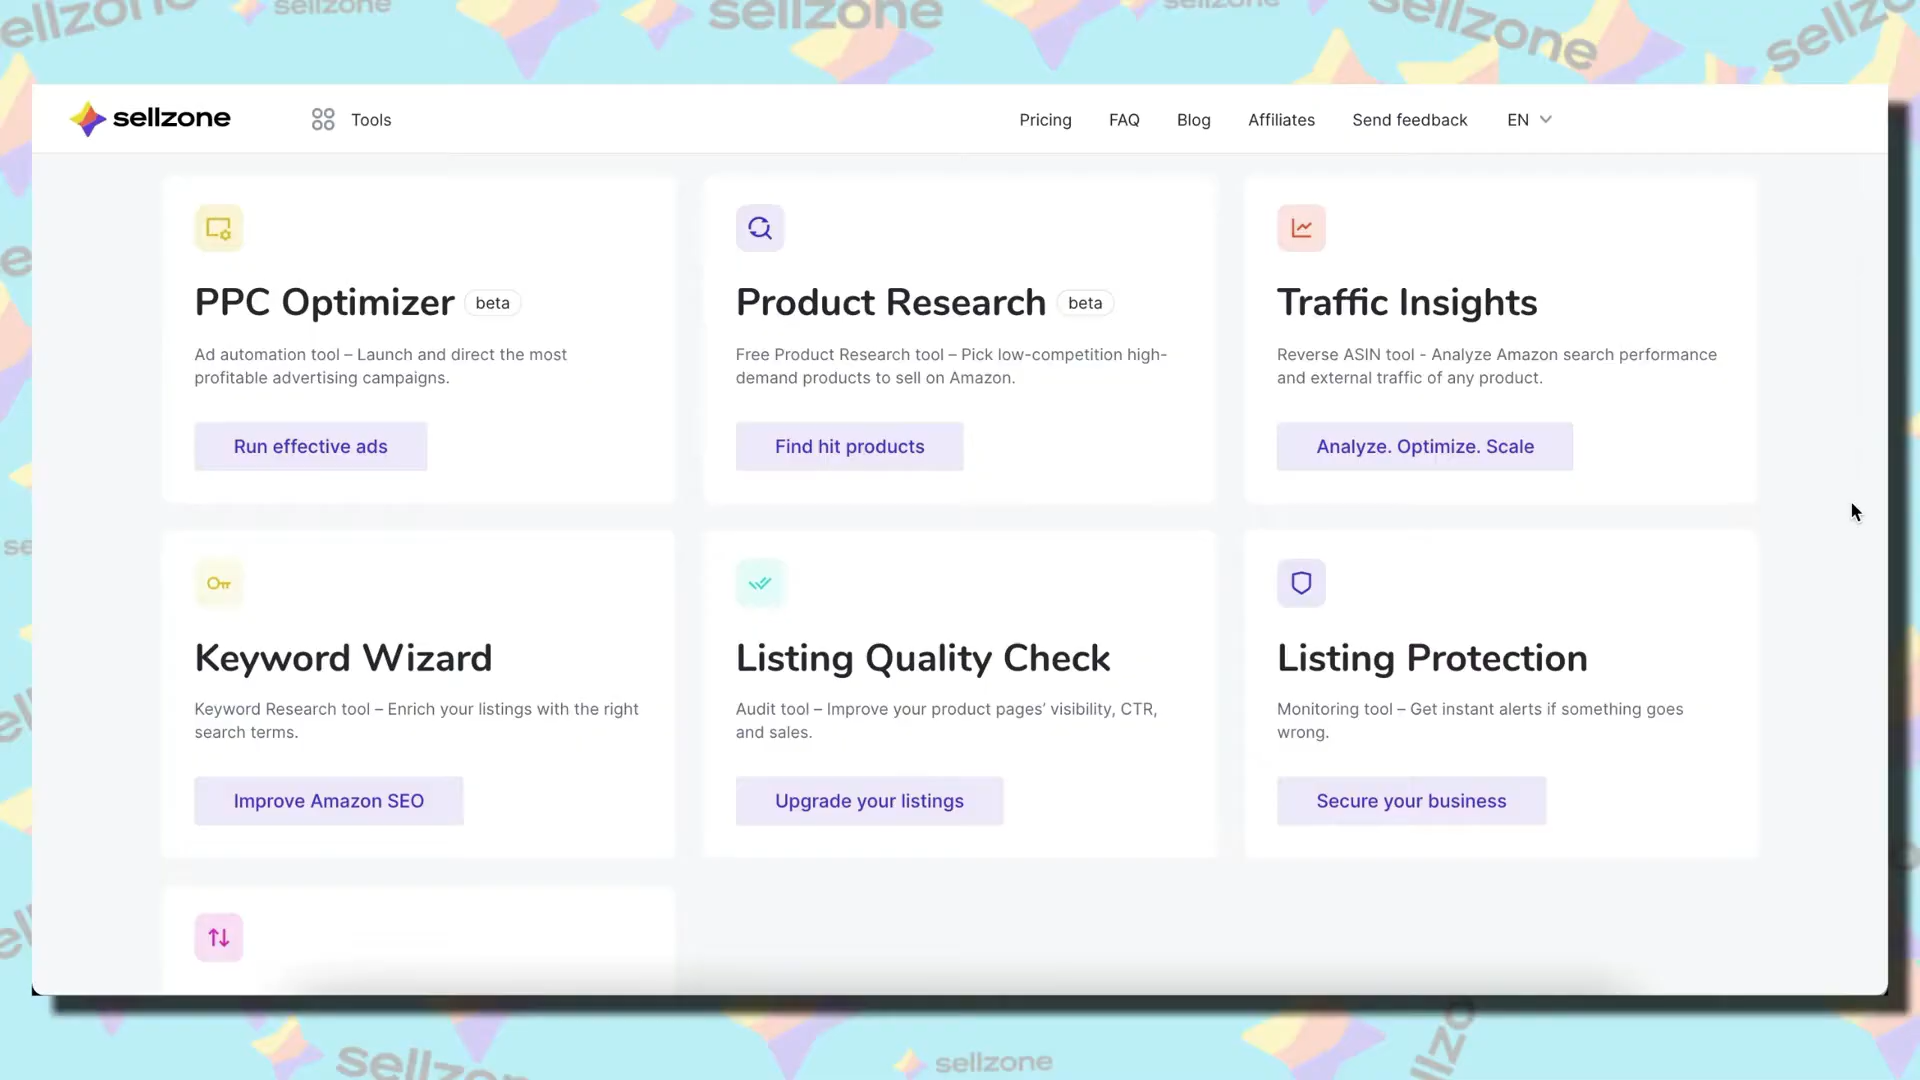 sellzone
sellzone
sellzone
sellzone
sellzone
Tools
Pricing
FAQ
Blog
Affiliates
Send feedback
EN
PPC Optimizer beta
Ad automation tool – Launch and direct the most
profitable advertising campaigns.
Run effective ads
Product Research beta
Free Product Research tool – Pick low-competition high-
demand products to sell on Amazon.
Find hit products
Traffic Insights
Reverse ASIN tool - Analyze Amazon search performance
and external traffic of any product.
Analyze. Optimize. Scale
Keyword Wizard
Keyword Research tool – Enrich your listings with the right
search terms.
Improve Amazon SEO
Listing Quality Check
Audit tool – Improve your product pages’ visibility, CTR,
and sales.
Upgrade your listings
Listing Protection
Monitoring tool – Get instant alerts if something goes
wrong.
Secure your business
sellzone